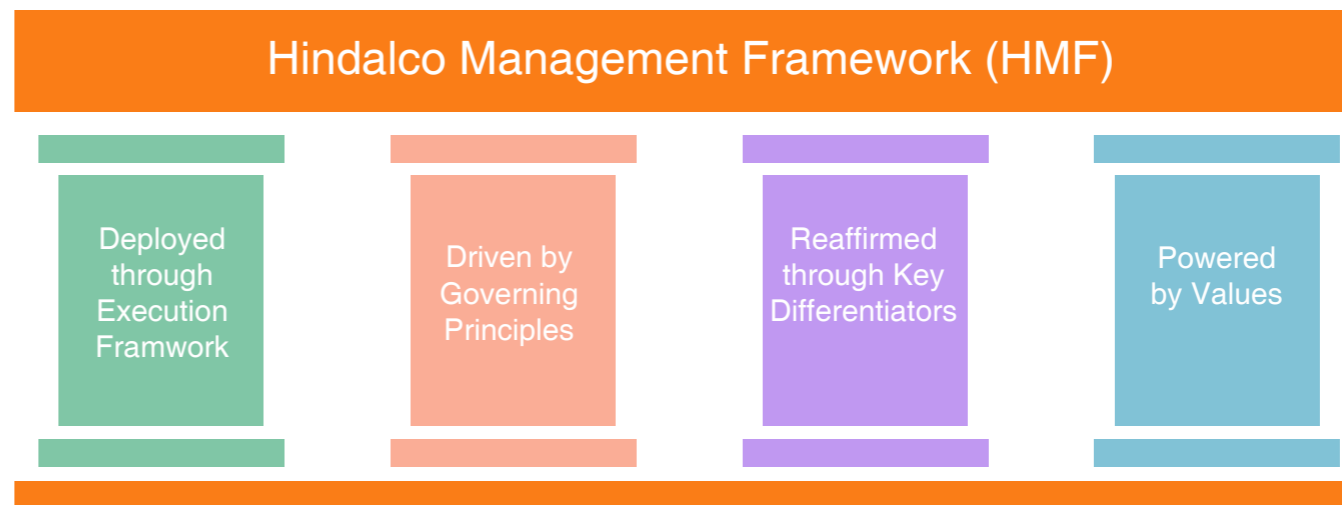 Hindalco Management Framework (HMF)
Deployed
through
Execution
Framwork
Driven by
Governing
Principles
Reaffirmed
through Key
Differentiators
Powered
by Values